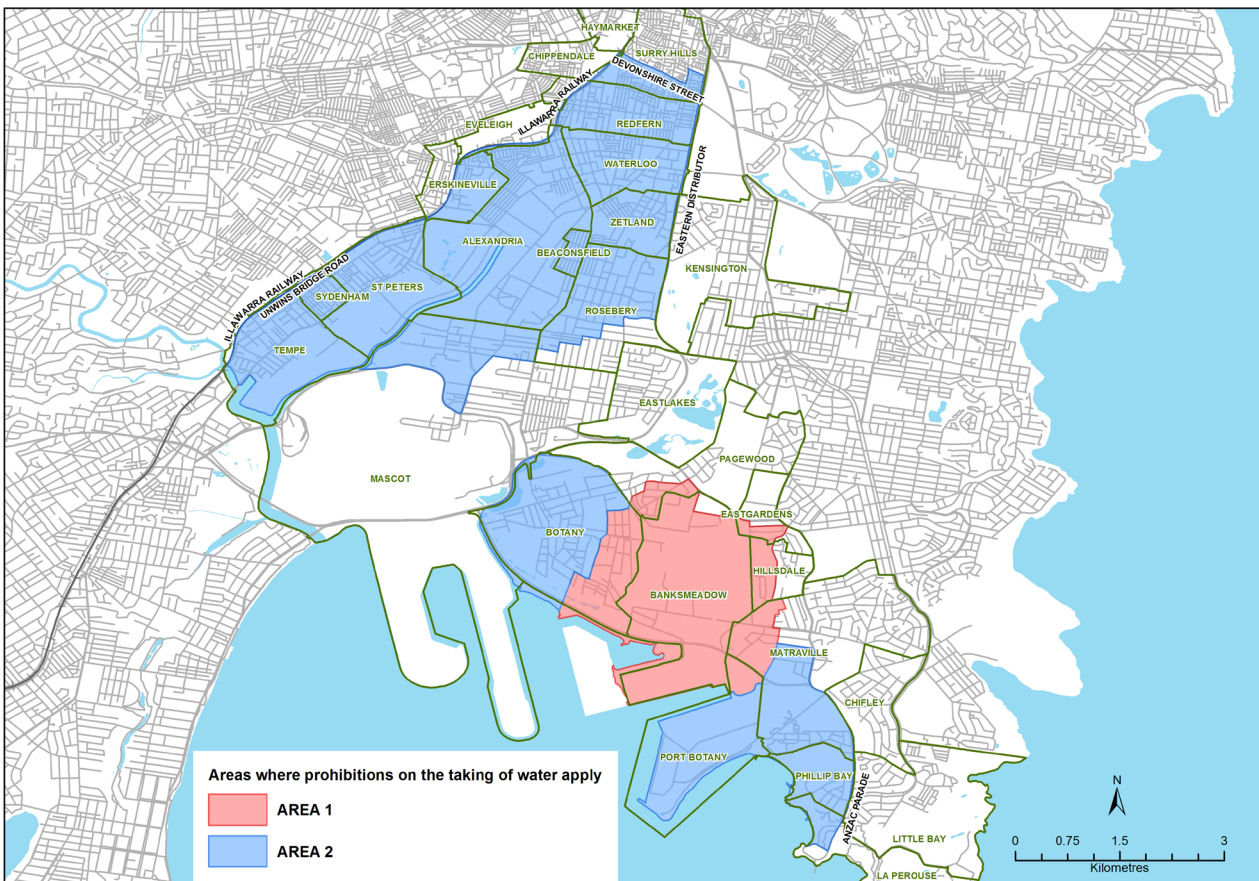 HAYMARKET
SURRY HILLS
CHIPPENDALE
DEVONSHIRE STREET
ILLAWARRA RAILWAY
EVELEIGH
REDFERN
WATERLOO
ERSKINEVILLE
EASTERN DISTRIBUTOR
ZETLAND
ALEXANDRIA
BEACONSFIELD
KENSINGTON
ILLAWARRA RAILWAY
UNWINS BRIDGE ROAD
ST PETERS
SYDENHAM
ROSEBERY
TEMPE
EASTLAKES
PAGEWOOD
MASCOT
EASTGARDENS
BOTANY
HILLSDALE
BANKSMEADOW
MATRAVILLE
CHIFLEY
PORT BOTANY
PHILLIP BAY
ANZAC PARADE
LITTLE BAY
LA PEROUSE
Areas where prohibitions on the taking of water apply
AREA 1
AREA 2
N
0 0.75 1.5 3
Kilometres